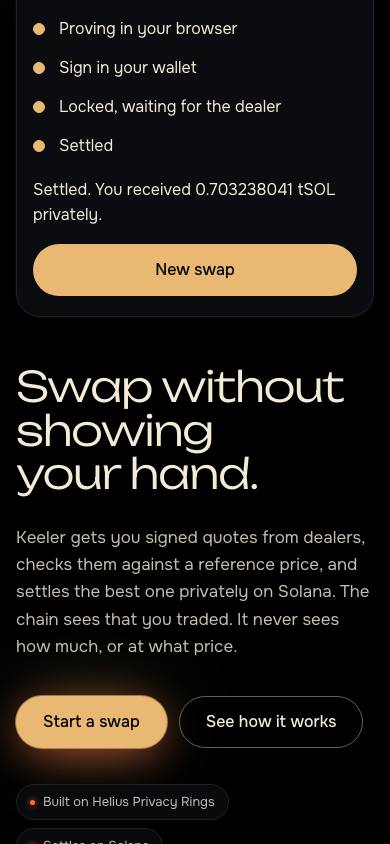 Proving in your browser
Sign in your wallet
Locked, waiting for the dealer
Settled
Settled. You received 0.703238041 tSOL
privately.
New swap
Swap without
showing
your hand.
Keeler gets you signed quotes from dealers,
checks them against a reference price, and
settles the best one privately on Solana. The
chain sees that you traded. It never sees
how much, or at what price.
Start a swap
See how it works
Built on Helius Privacy Rings
Settles on Solana